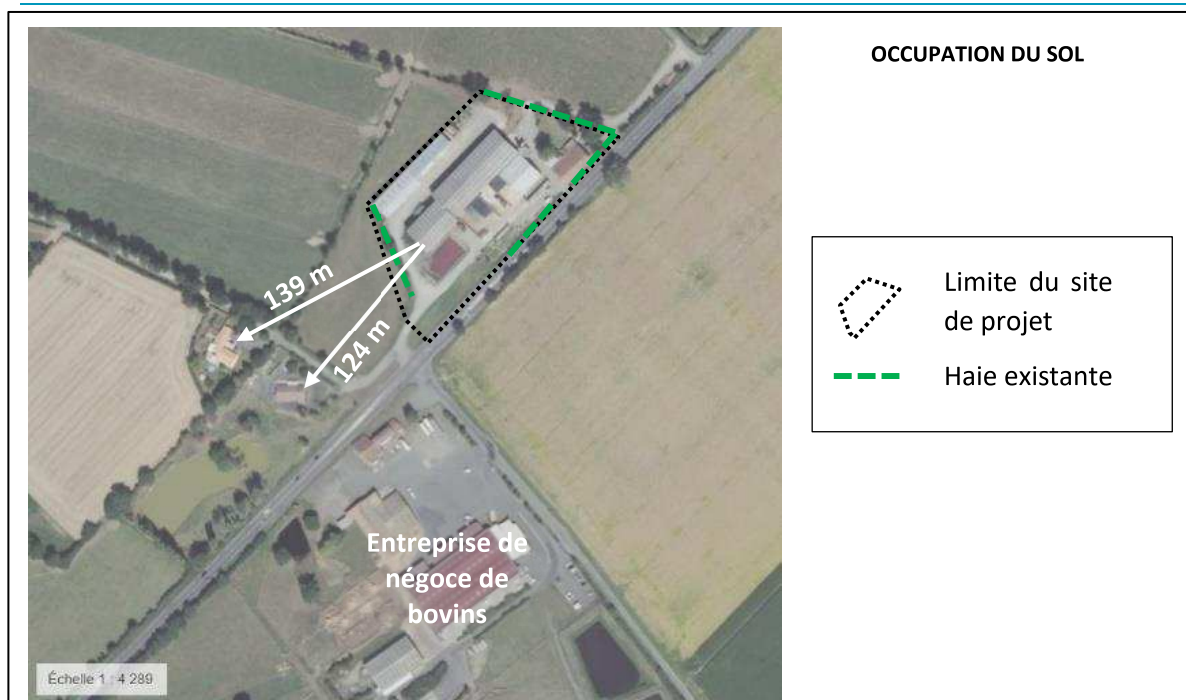 OCCUPATION DU SOL
139 m
124 m
Entreprise de
négoce de
bovins
Échelle 1 : 4 289
Limite du site
de projet
Haie existante